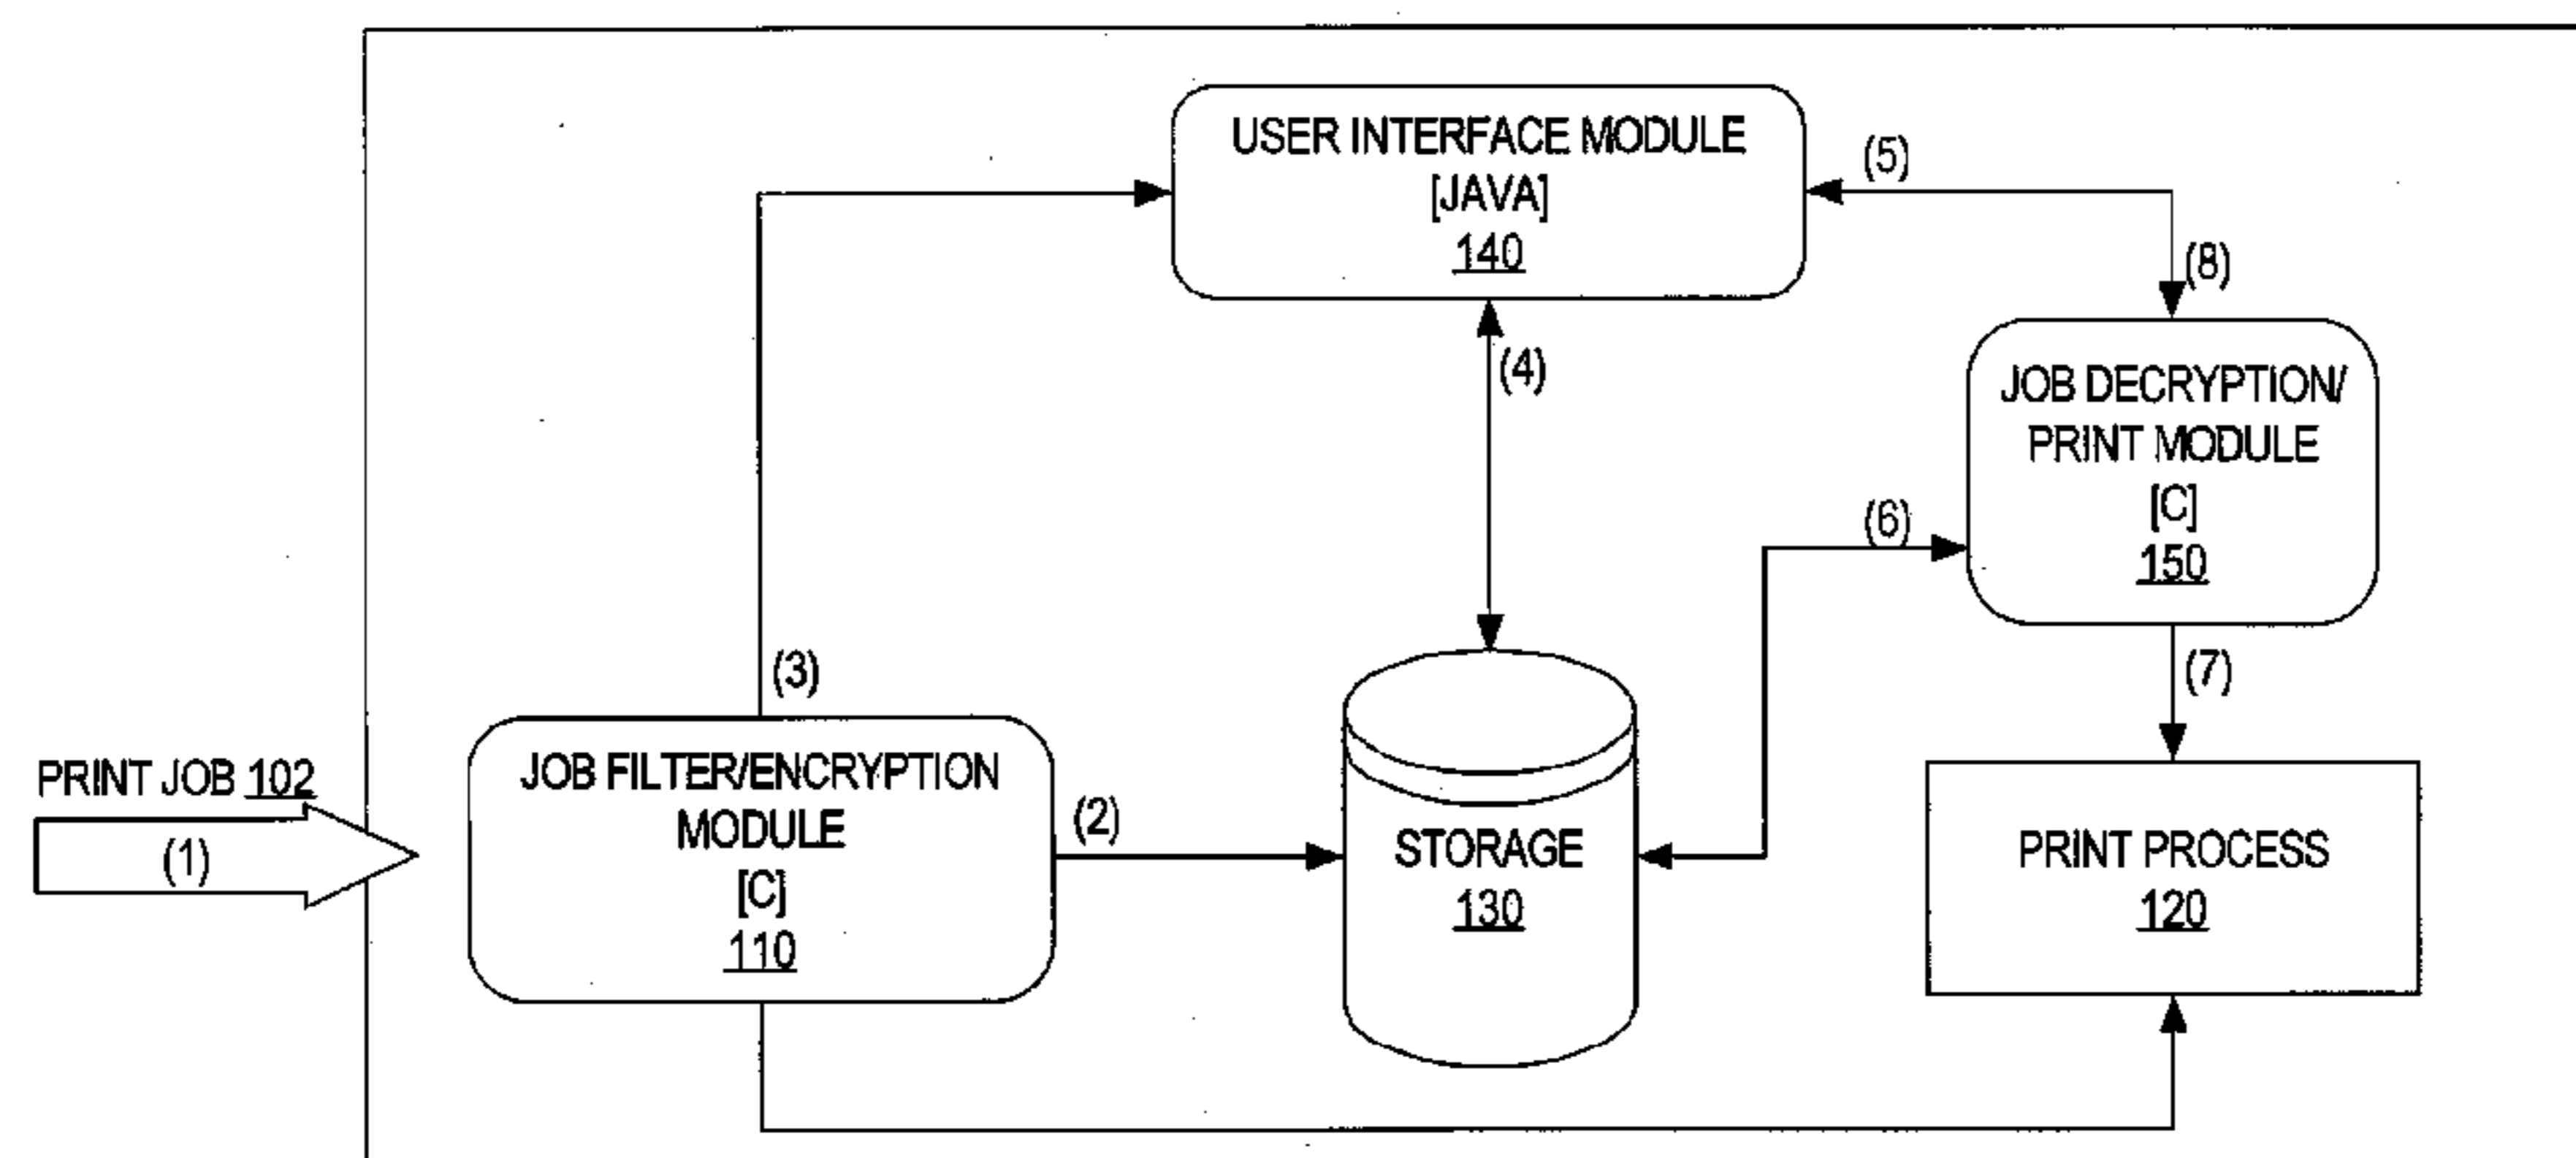 USER INTERFACE MODULE
[JAVA]
140
(5)
(8)
(4)
JOB DECRYPTION/
PRINT MODULE
[C]
150
(6)
(3)
(7)
PRINT JOB 102
(1)
JOB FILTER/ENCRYPTION
MODULE
[C]
110
(2)
STORAGE
130
PRINT PROCESS
120